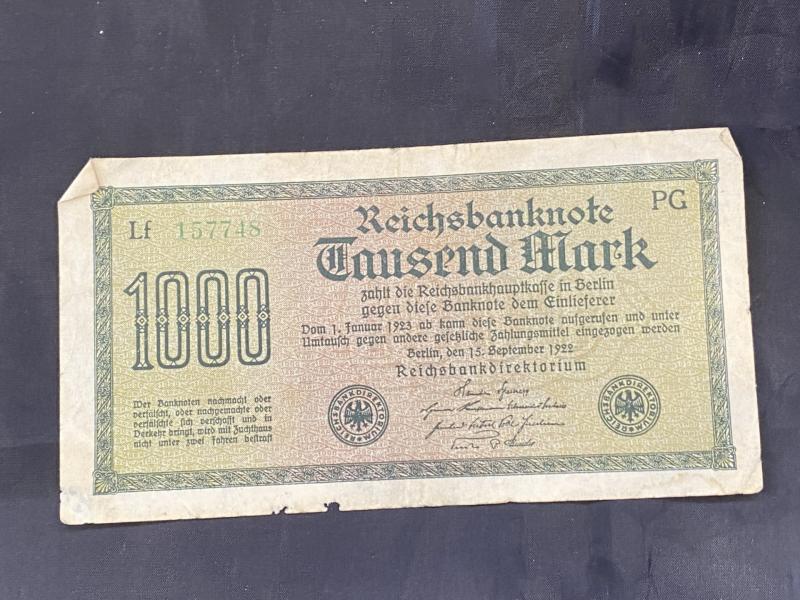 Lf 157748
PG
Reichsbanknote
Tausend Mark
zahlt die Reichsbankhauptkasse in Berlin
gegen diese Banknote dem Einlieferer
Vom 1. Januar 1923 ab kann diese Banknote aufgerufen und unter
Umtausch gegen andere gesetzliche Zahlungsmittel eingezogen werden
Berlin, den 15. September 1922
Reichsbankdirektorium
1000
Wer Banknoten nachmacht oder
verfälscht, oder nachgemachte oder
verfälschte sich verschafft und in
Verkehr bringt, wird mit Zuchthaus
nicht unter zwei Jahren bestraft
REICHSBANKDIREKTORIUM
REICHSBANKDIREKTORIUM